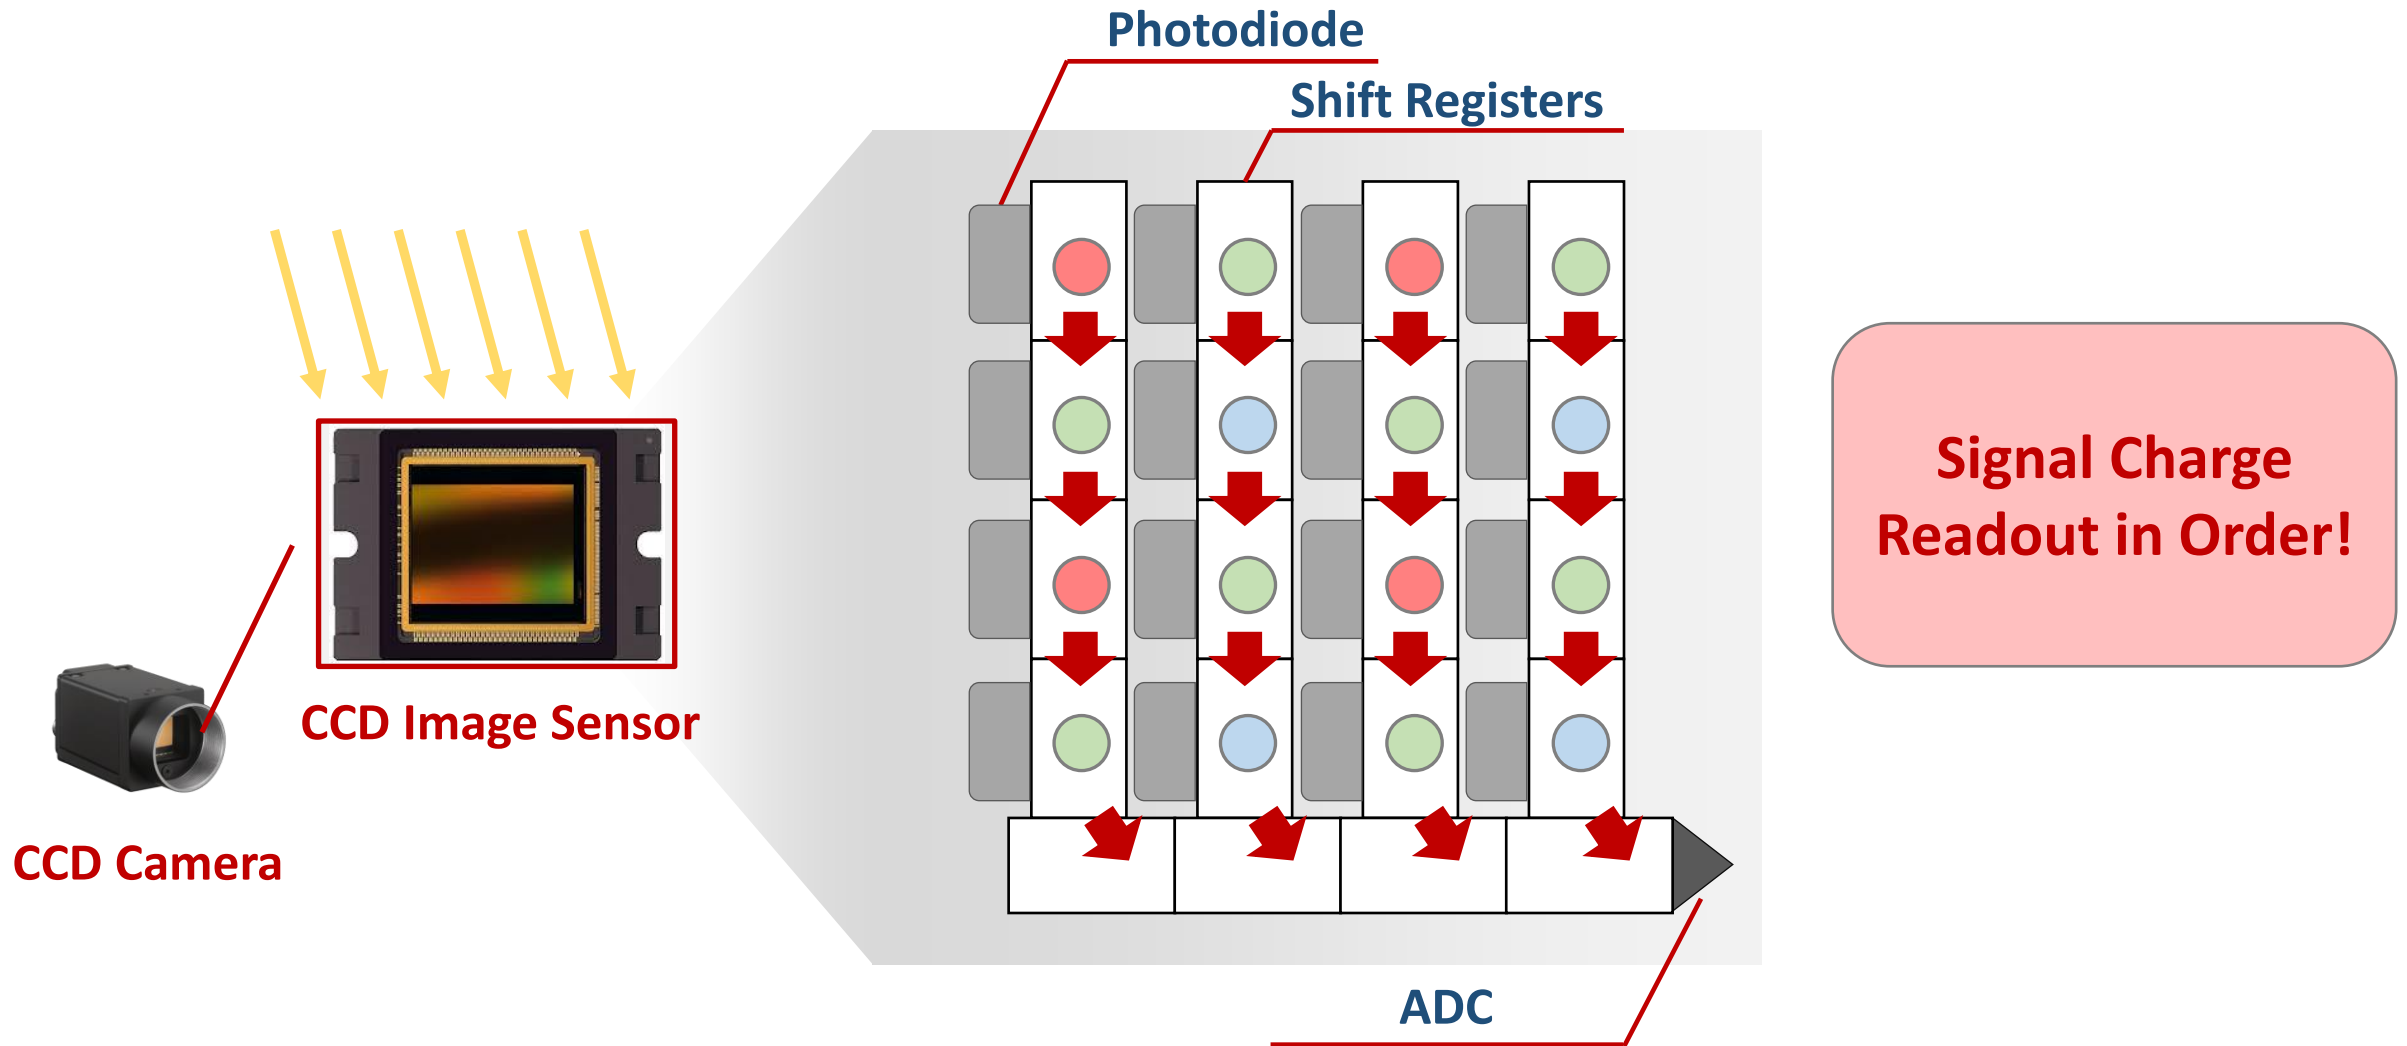 Photodiode
Shift Registers
Signal Charge
Readout in Order!
CCD Image Sensor
CCD Camera
ADC